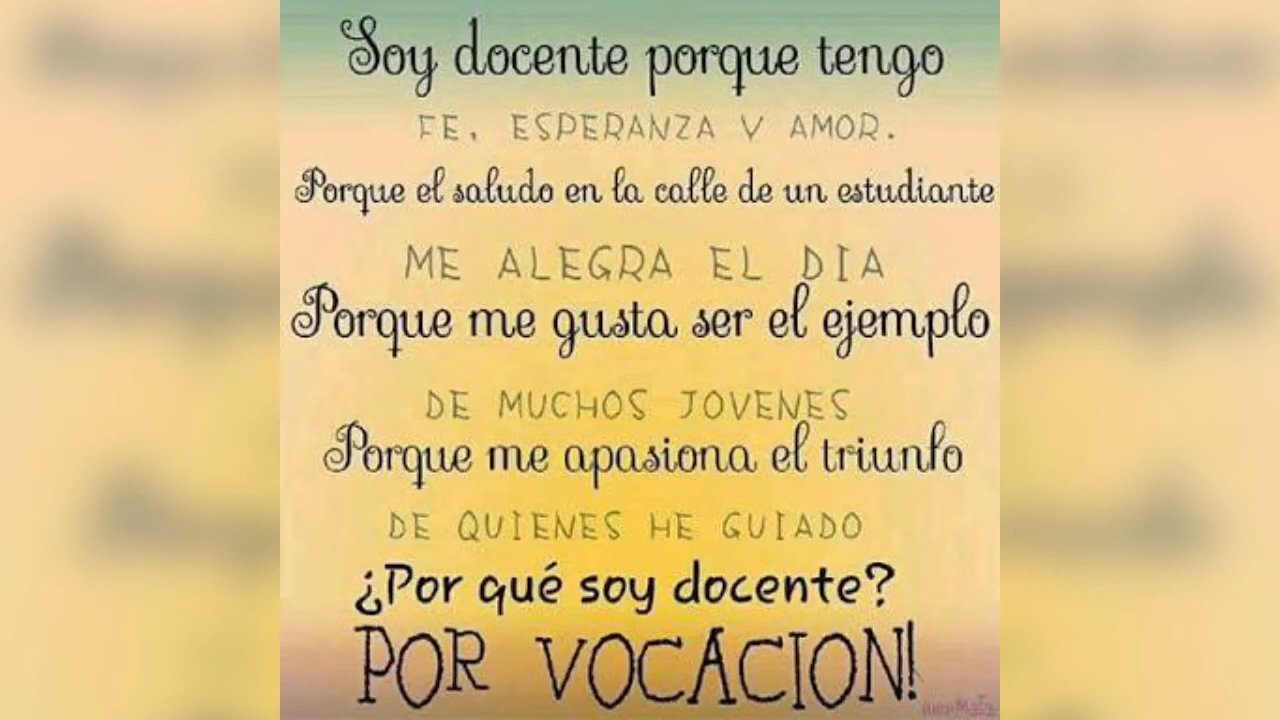 Soy docente porque tengo
FE, ESPERANZA Y AMOR.
Porque el saludo en la calle de un estudiante
ME ALEGRA EL DIA
Porque me gusta ser el ejemplo
DE MUCHOS JOVENES
Porque me apasiona el triunfo
DE QUIENES HE GUIADO
¿Por qué soy docente?
POR VOCACION!